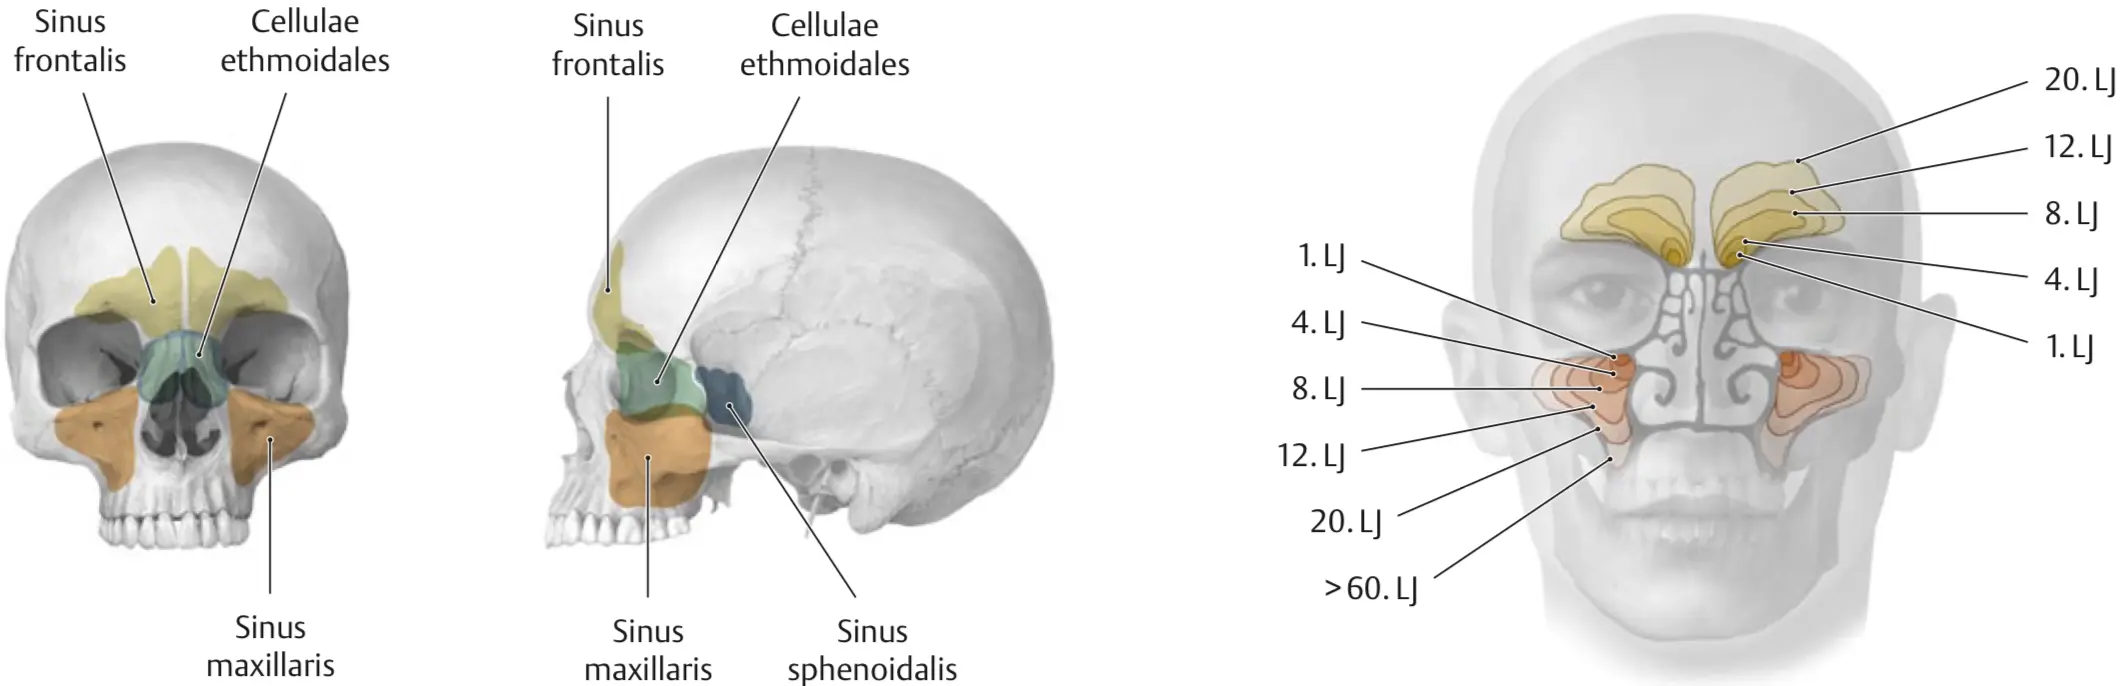 Sinus
frontalis
Cellulae
ethmoidales
Sinus
maxillaris
Sinus
frontalis
Cellulae
ethmoidales
Sinus
maxillaris
Sinus
sphenoidalis
20. LJ
12. LJ
8. LJ
4. LJ
1. LJ
1. LJ
4. LJ
8. LJ
12. LJ
20. LJ
>60. LJ